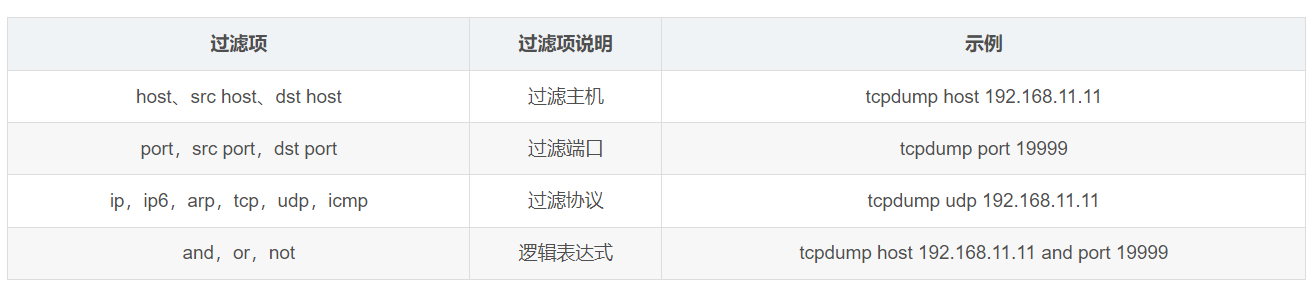 过滤项 过滤项说明 示例
host、src host、dst host 过滤主机 tcpdump host 192.168.11.11
port，src port，dst port 过滤端口 tcpdump port 19999
ip，ip6，arp，tcp，udp，icmp 过滤协议 tcpdump udp 192.168.11.11
and，or，not 逻辑表达式 tcpdump host 192.168.11.11 and port 19999